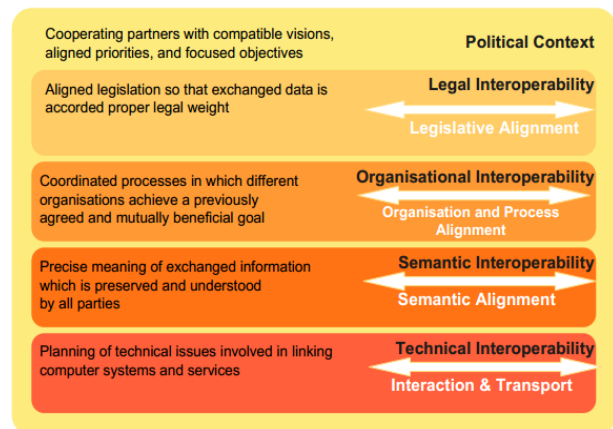 Cooperating partners with compatible visions,
aligned priorities, and focused objectives
Political Context
Aligned legislation so that exchanged data is
accorded proper legal weight
Legal Interoperability
Legislative Alignment
Coordinated processes in which different
organisations achieve a previously
agreed and mutually beneficial goal
Organisational Interoperability
Organisation and Process
Alignment
Precise meaning of exchanged information
which is preserved and understood
by all parties
Semantic Interoperability
Semantic Alignment
Planning of technical issues involved in linking
computer systems and services
Technical Interoperability
Interaction & Transport